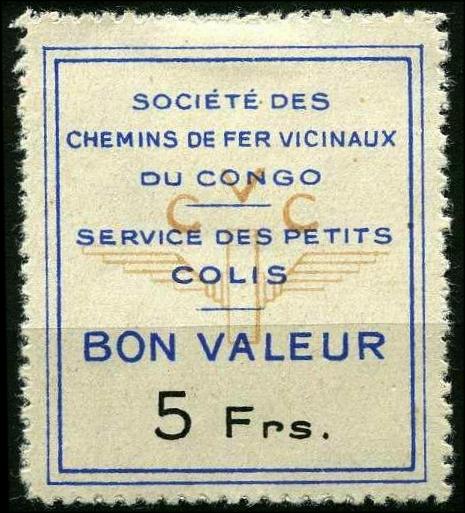 SOCIÉTÉ DES
CHEMINS DE FER VICINAUX
DU CONGO
CVC
SERVICE DES PETITS
COLIS
BON VALEUR
5 Frs.